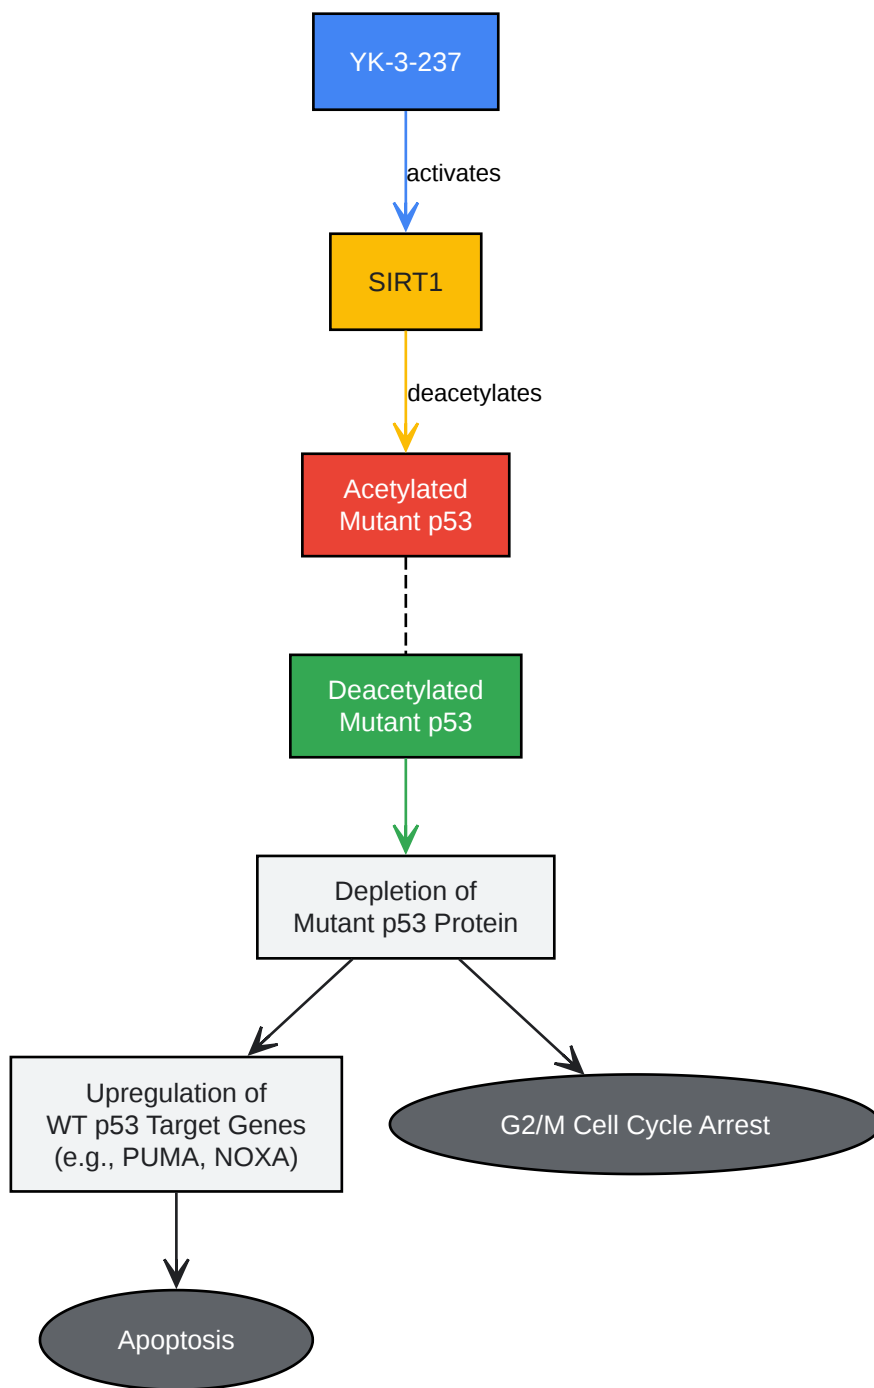 YK-3-237
activates
SIRT1
deacetylates
Acetylated
Mutant p53
Deacetylated
Mutant p53
Depletion of
Mutant p53 Protein
Upregulation of
WT p53 Target Genes
(e.g., PUMA, NOXA)
G2/M Cell Cycle Arrest
Apoptosis